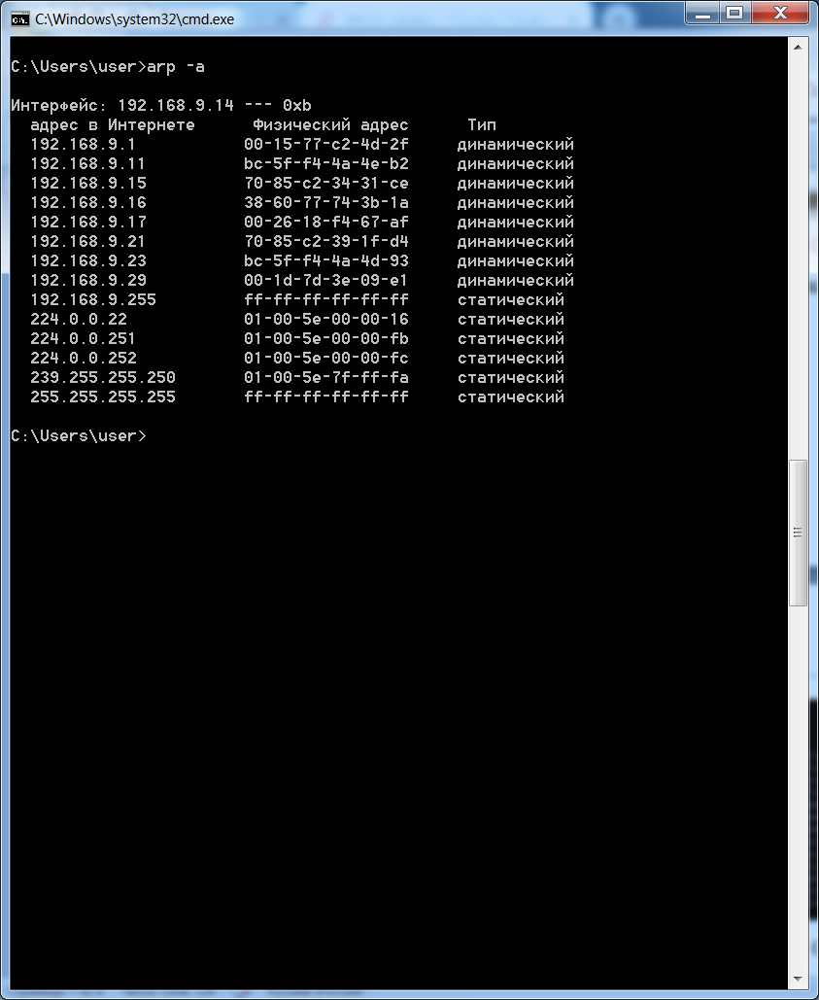 C:\Windows\system32\cmd.exe
C:\Users\user>arp -a
Интерфейс: 192.168.9.14 --- 0xb
адрес в Интернете Физический адрес Тип
192.168.9.1 00-15-77-c2-4d-2f динамический
192.168.9.11 bc-5f-f4-4a-4e-b2 динамический
192.168.9.15 70-85-c2-34-31-ce динамический
192.168.9.16 38-60-77-74-3b-1a динамический
192.168.9.17 00-26-18-f4-67-af динамический
192.168.9.21 70-85-c2-39-1f-d4 динамический
192.168.9.23 bc-5f-f4-4a-4d-93 динамический
192.168.9.29 00-1d-7d-3e-09-e1 динамический
192.168.9.255 ff-ff-ff-ff-ff-ff статический
224.0.0.22 01-00-5e-00-00-16 статический
224.0.0.251 01-00-5e-00-00-fb статический
224.0.0.252 01-00-5e-00-00-fc статический
239.255.255.250 01-00-5e-7f-ff-fa статический
255.255.255.255 ff-ff-ff-ff-ff-ff статический
C:\Users\user>